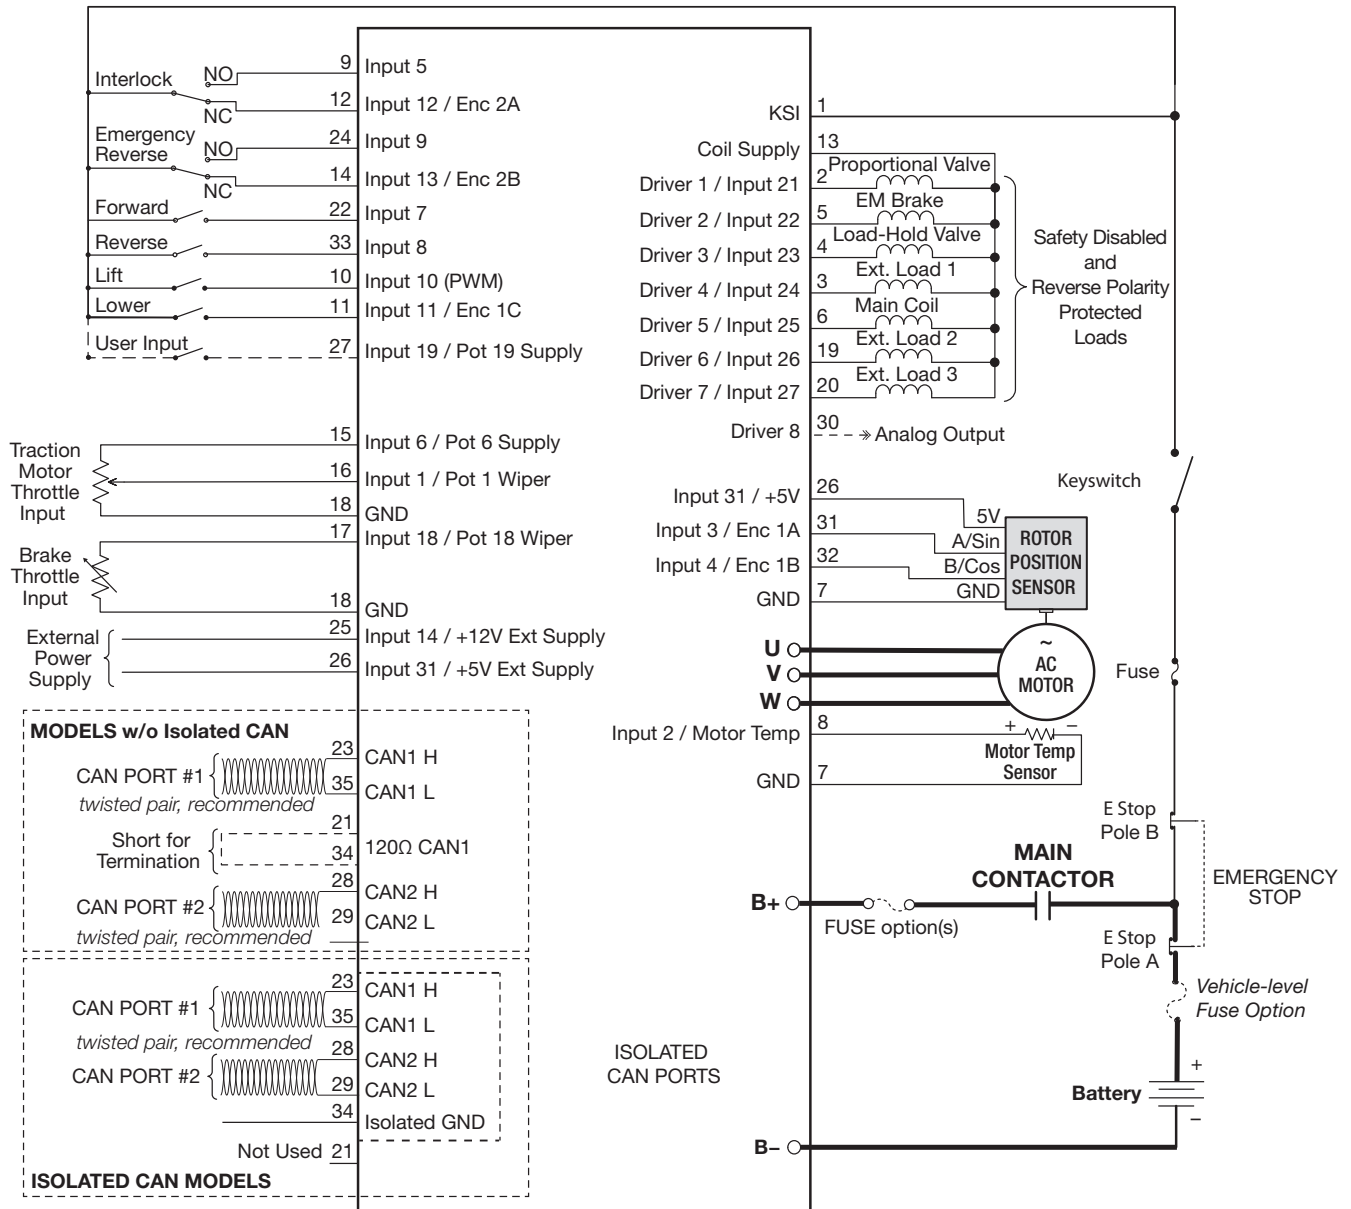 Interlock
NO
NC
9
Input 5
12
Input 12 / Enc 2A
Emergency
Reverse
NO
NC
24
Input 9
14
Input 13 / Enc 2B
Forward
22
Input 7
Reverse
33
Input 8
Lift
10
Input 10 (PWM)
Lower
11
Input 11 / Enc 1C
User Input
27
Input 19 / Pot 19 Supply
Traction
Motor
Throttle
Input
15
Input 6 / Pot 6 Supply
16
Input 1 / Pot 1 Wiper
18
GND
Brake
Throttle
Input
17
Input 18 / Pot 18 Wiper
18
GND
External
Power
Supply
25
Input 14 / +12V Ext Supply
26
Input 31 / +5V Ext Supply
MODELS w/o Isolated CAN
CAN PORT #1
twisted pair, recommended
23
CAN1 H
35
CAN1 L
Short for
Termination
21
34
120Ω CAN1
CAN PORT #2
twisted pair, recommended
28
CAN2 H
29
CAN2 L
CAN PORT #1
twisted pair, recommended
23
CAN1 H
35
CAN1 L
CAN PORT #2
28
CAN2 H
29
CAN2 L
34
Isolated GND
Not Used 21
ISOLATED CAN MODELS
ISOLATED
CAN PORTS
KSI
1
Coil Supply
13
Driver 1 / Input 21
2
Proportional Valve
Driver 2 / Input 22
5
EM Brake
Driver 3 / Input 23
4
Load-Hold Valve
Driver 4 / Input 24
3
Ext. Load 1
Driver 5 / Input 25
6
Main Coil
Driver 6 / Input 26
19
Ext. Load 2
Driver 7 / Input 27
20
Ext. Load 3
Safety Disabled
and
Reverse Polarity
Protected
Loads
Driver 8
30
Analog Output
Keyswitch
Input 31 / +5V
26
5V
Input 3 / Enc 1A
31
A/Sin
Input 4 / Enc 1B
32
B/Cos
GND
7
GND
ROTOR
POSITION
SENSOR
U
V
W
~
AC
MOTOR
Fuse
Input 2 / Motor Temp
8
+
–
Motor Temp
Sensor
GND
7
E Stop
Pole B
MAIN
CONTACTOR
EMERGENCY
STOP
B+
FUSE option(s)
E Stop
Pole A
Vehicle-level
Fuse Option
+
Battery
–
B–